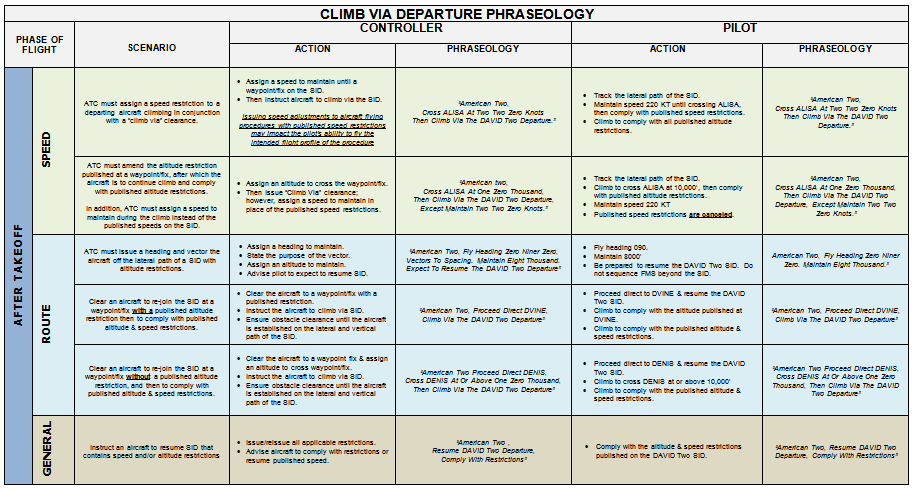 CLIMB VIA DEPARTURE PHRASEOLOGY
PHASE OF
FLIGHT
SCENARIO
CONTROLLER
PILOT
ACTION
PHRASEOLOGY
ACTION
PHRASEOLOGY
AFTER TAKEOFF
SPEED
ATC must assign a speed restriction to a
departing aircraft climbing in conjunction
with a "climb via" clearance.
• Assign a speed to maintain until a
waypoint/fix on the SID.
• Then instruct aircraft to climb via the SID.
Issuing speed adjustments to aircraft flying
procedures with published speed restrictions
may impact the pilot's ability to fly the
intended flight profile of the procedure
"American Two,
Cross ALISA At Two Two Zero Knots
Then Climb Via The DAVID Two Departure."
• Track the lateral path of the SID.
• Maintain speed 220 KT until crossing ALISA,
then comply with published speed restrictions.
• Climb to comply with all published altitude
restrictions.
"American Two,
Cross ALISA At Two Two Zero Knots
Then Climb Via The DAVID Two
Departure."
ATC must amend the altitude restriction
published at a waypoint/fix, after which the
aircraft is to continue climb and comply
with published altitude restrictions.
In addition, ATC must assign a speed to
maintain during the climb instead of the
published speeds on the SID.
• Assign an altitude to cross the waypoint/fix.
• Then issue "Climb Via" clearance;
however, assign a speed to maintain in
place of the published speed restrictions.
"American two,
Cross ALISA At One Zero Thousand,
Then Climb Via The DAVID Two Departure,
Except Maintain Two Two Zero Knots."
• Track the lateral path of the SID.
• Climb to cross ALISA at 10,000', then comply
with published altitude restrictions.
• Maintain speed 220 KT
• Published speed restrictions are canceled.
"American Two,
Cross ALISA At One Zero Thousand,
Then Climb Via The DAVID Two
Departure, Except Maintain Two Two
Zero Knots."
ROUTE
ATC must issue a heading and vector the
aircraft off the lateral path of a SID with
altitude restrictions.
• Assign a heading to maintain.
• State the purpose of the vector.
• Assign an altitude to maintain.
• Advise pilot to expect to resume SID.
"American Two, Fly Heading Zero Niner Zero,
Vectors To Spacing, Maintain Eight Thousand.
Expect To Resume The DAVID Two Departure"
• Fly heading 090.
• Maintain 8000'
• Be prepared to resume the DAVID Two SID. Do
not sequence FMS beyond the SID.
American Two, Fly Heading Zero Niner
Zero. Maintain Eight Thousand."
Clear an aircraft to re-join the SID at a
waypoint/fix with a published altitude
restriction then to comply with published
altitude & speed restrictions.
• Clear the aircraft to a waypoint/fix with a
published restriction.
• Instruct the aircraft to climb via SID.
• Ensure obstacle clearance until the aircraft
is established on the lateral and vertical
path of the SID.
"American Two, Proceed Direct DVINE,
Climb Via The DAVID Two Departure"
• Proceed direct to DVINE & resume the DAVID
Two SID.
• Climb to comply with the altitude published at
DVINE.
• Climb to comply with the published altitude &
speed restrictions.
"American Two, Proceed Direct DVINE,
Climb Via The DAVID Two Departure"
Clear an aircraft to re-join the SID at a
waypoint/fix without a published altitude
restriction, and then to comply with
published altitude & speed restrictions.
• Clear the aircraft to a waypoint fix & assign
an altitude to cross waypoint/fix.
• Instruct the aircraft to climb via SID.
• Ensure obstacle clearance until the aircraft
is established on the lateral and vertical
path of the SID
"American Two Proceed Direct DENIS,
Cross DENIS At Or Above One Zero Thousand,
Then Climb Via The DAVID Two Departure"
• Proceed direct to DENIS & resume the DAVID
Two SID.
• Climb to cross DENIS at or above 10,000'
• Climb to comply with the published altitude &
speed restrictions.
"American Two, Proceed Direct DENIS,
Cross DENIS At Or Above One Zero
Thousand, Then Climb Via The DAVID
Two Departure"
GENERAL
Instruct an aircraft to resume SID that
contains speed and/or altitude restrictions
• Issue/reissue all applicable restrictions.
• Advise aircraft to comply with restrictions or
resume published speed.
"American Two ,
Resume DAVID Two Departure,
Comply With Restrictions"
• Comply with the altitude & speed restrictions
published on the DAVID Two SID.
"American Two, Resume DAVID Two
Departure, Comply With Restrictions"